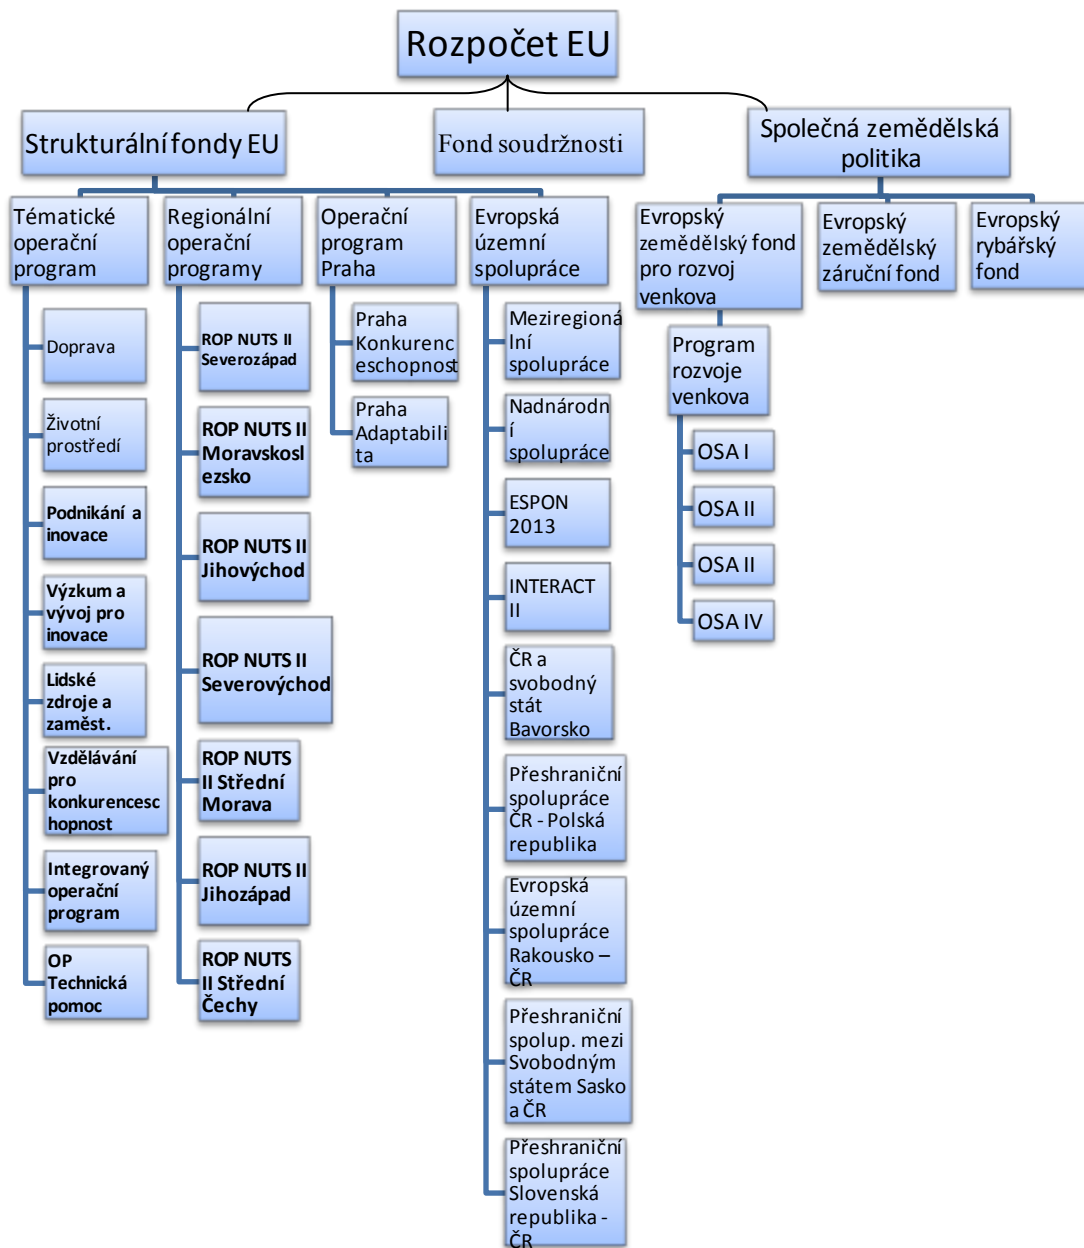 Rozpočet EU
Strukturální fondy EU
Fond soudržnosti
Společná zemědělská
politika
Tématické
operační
program
Regionální
operační
programy
Operační
program
Praha
Evropská
územní
spolupráce
Evropský
zemědělský fond
pro rozvoj
venkova
Evropský
zemědělský
záruční fond
Evropský
rybářský
fond
Doprava
Životní
prostředí
Podnikání a
inovace
Výzkum a
vývoj pro
inovace
Lidské
zdroje a
zaměst.
Vzdělávání
pro
konkurencesc
hopnost
Integrovaný
operační
program
OP
Technická
pomoc
ROP NUTS II
Severozápad
ROP NUTS II
Moravskosl
ezsko
ROP NUTS II
Jihovýchod
ROP NUTS II
Severovýchod
ROP NUTS
II Střední
Morava
ROP NUTS II
Jihozápad
ROP NUTS
II Střední
Čechy
Praha
Konkurenc
eschopnost
Praha
Adaptabili
ta
Meziregioná
lní
spolupráce
Nadnárodn
í
spolupráce
ESPON
2013
INTERACT
II
ČR a
svobodný
stát
Bavorsko
Přeshraniční
spolupráce
ČR - Polská
republika
Evropská
územní
spolupráce
Rakousko –
ČR
Přeshraniční
spolup. mezi
Svobodným
státem Sasko
a ČR
Přeshraniční
spolupráce
Slovenská
republika -
ČR
Program
rozvoje
venkova
OSA I
OSA II
OSA II
OSA IV